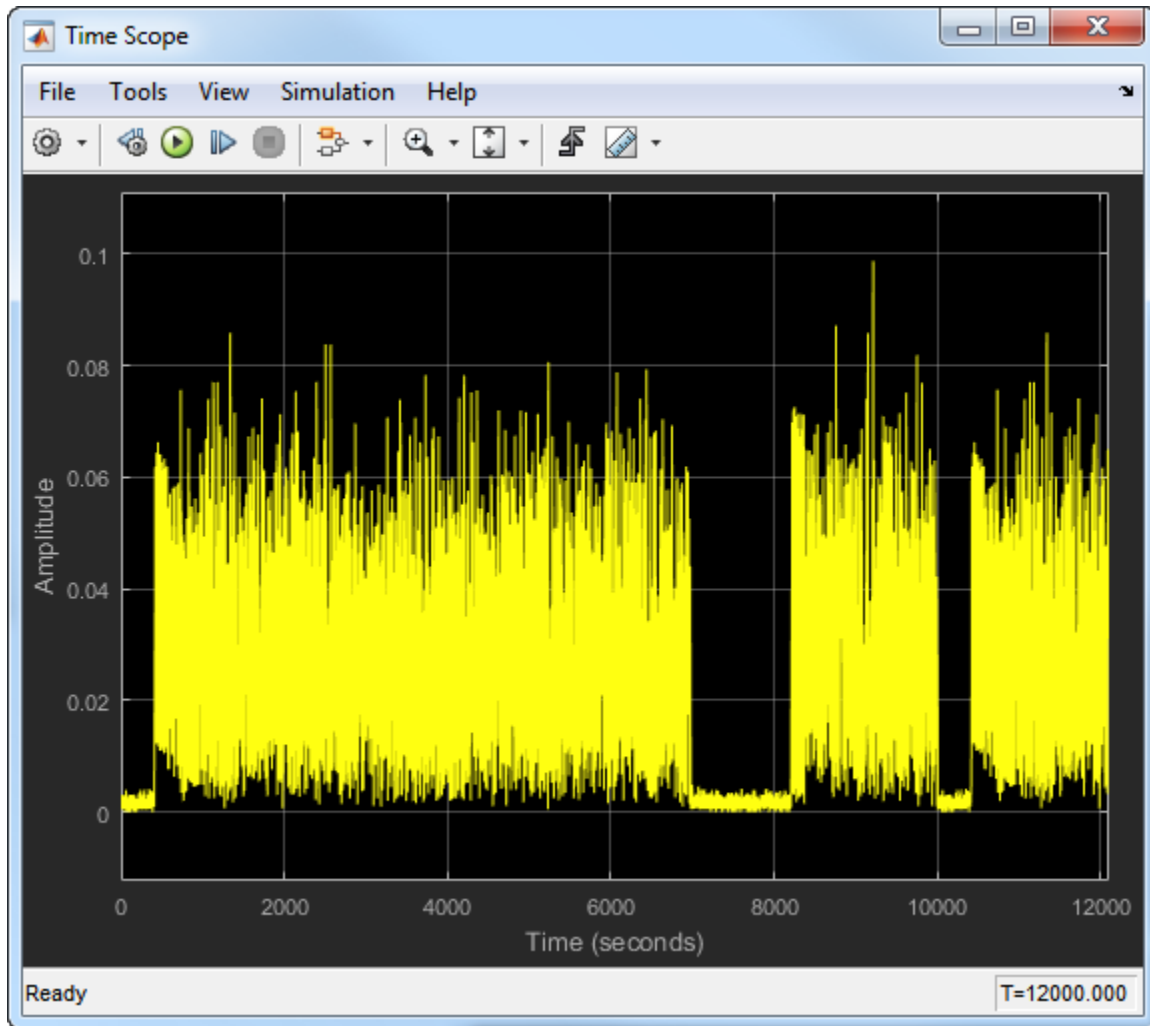 Time Scope
File Tools View Simulation Help
0.1
0.08
0.06
0.04
0.02
0
Amplitude
0 2000 4000 6000 8000 10000 12000
Time (seconds)
Ready T=12000.000